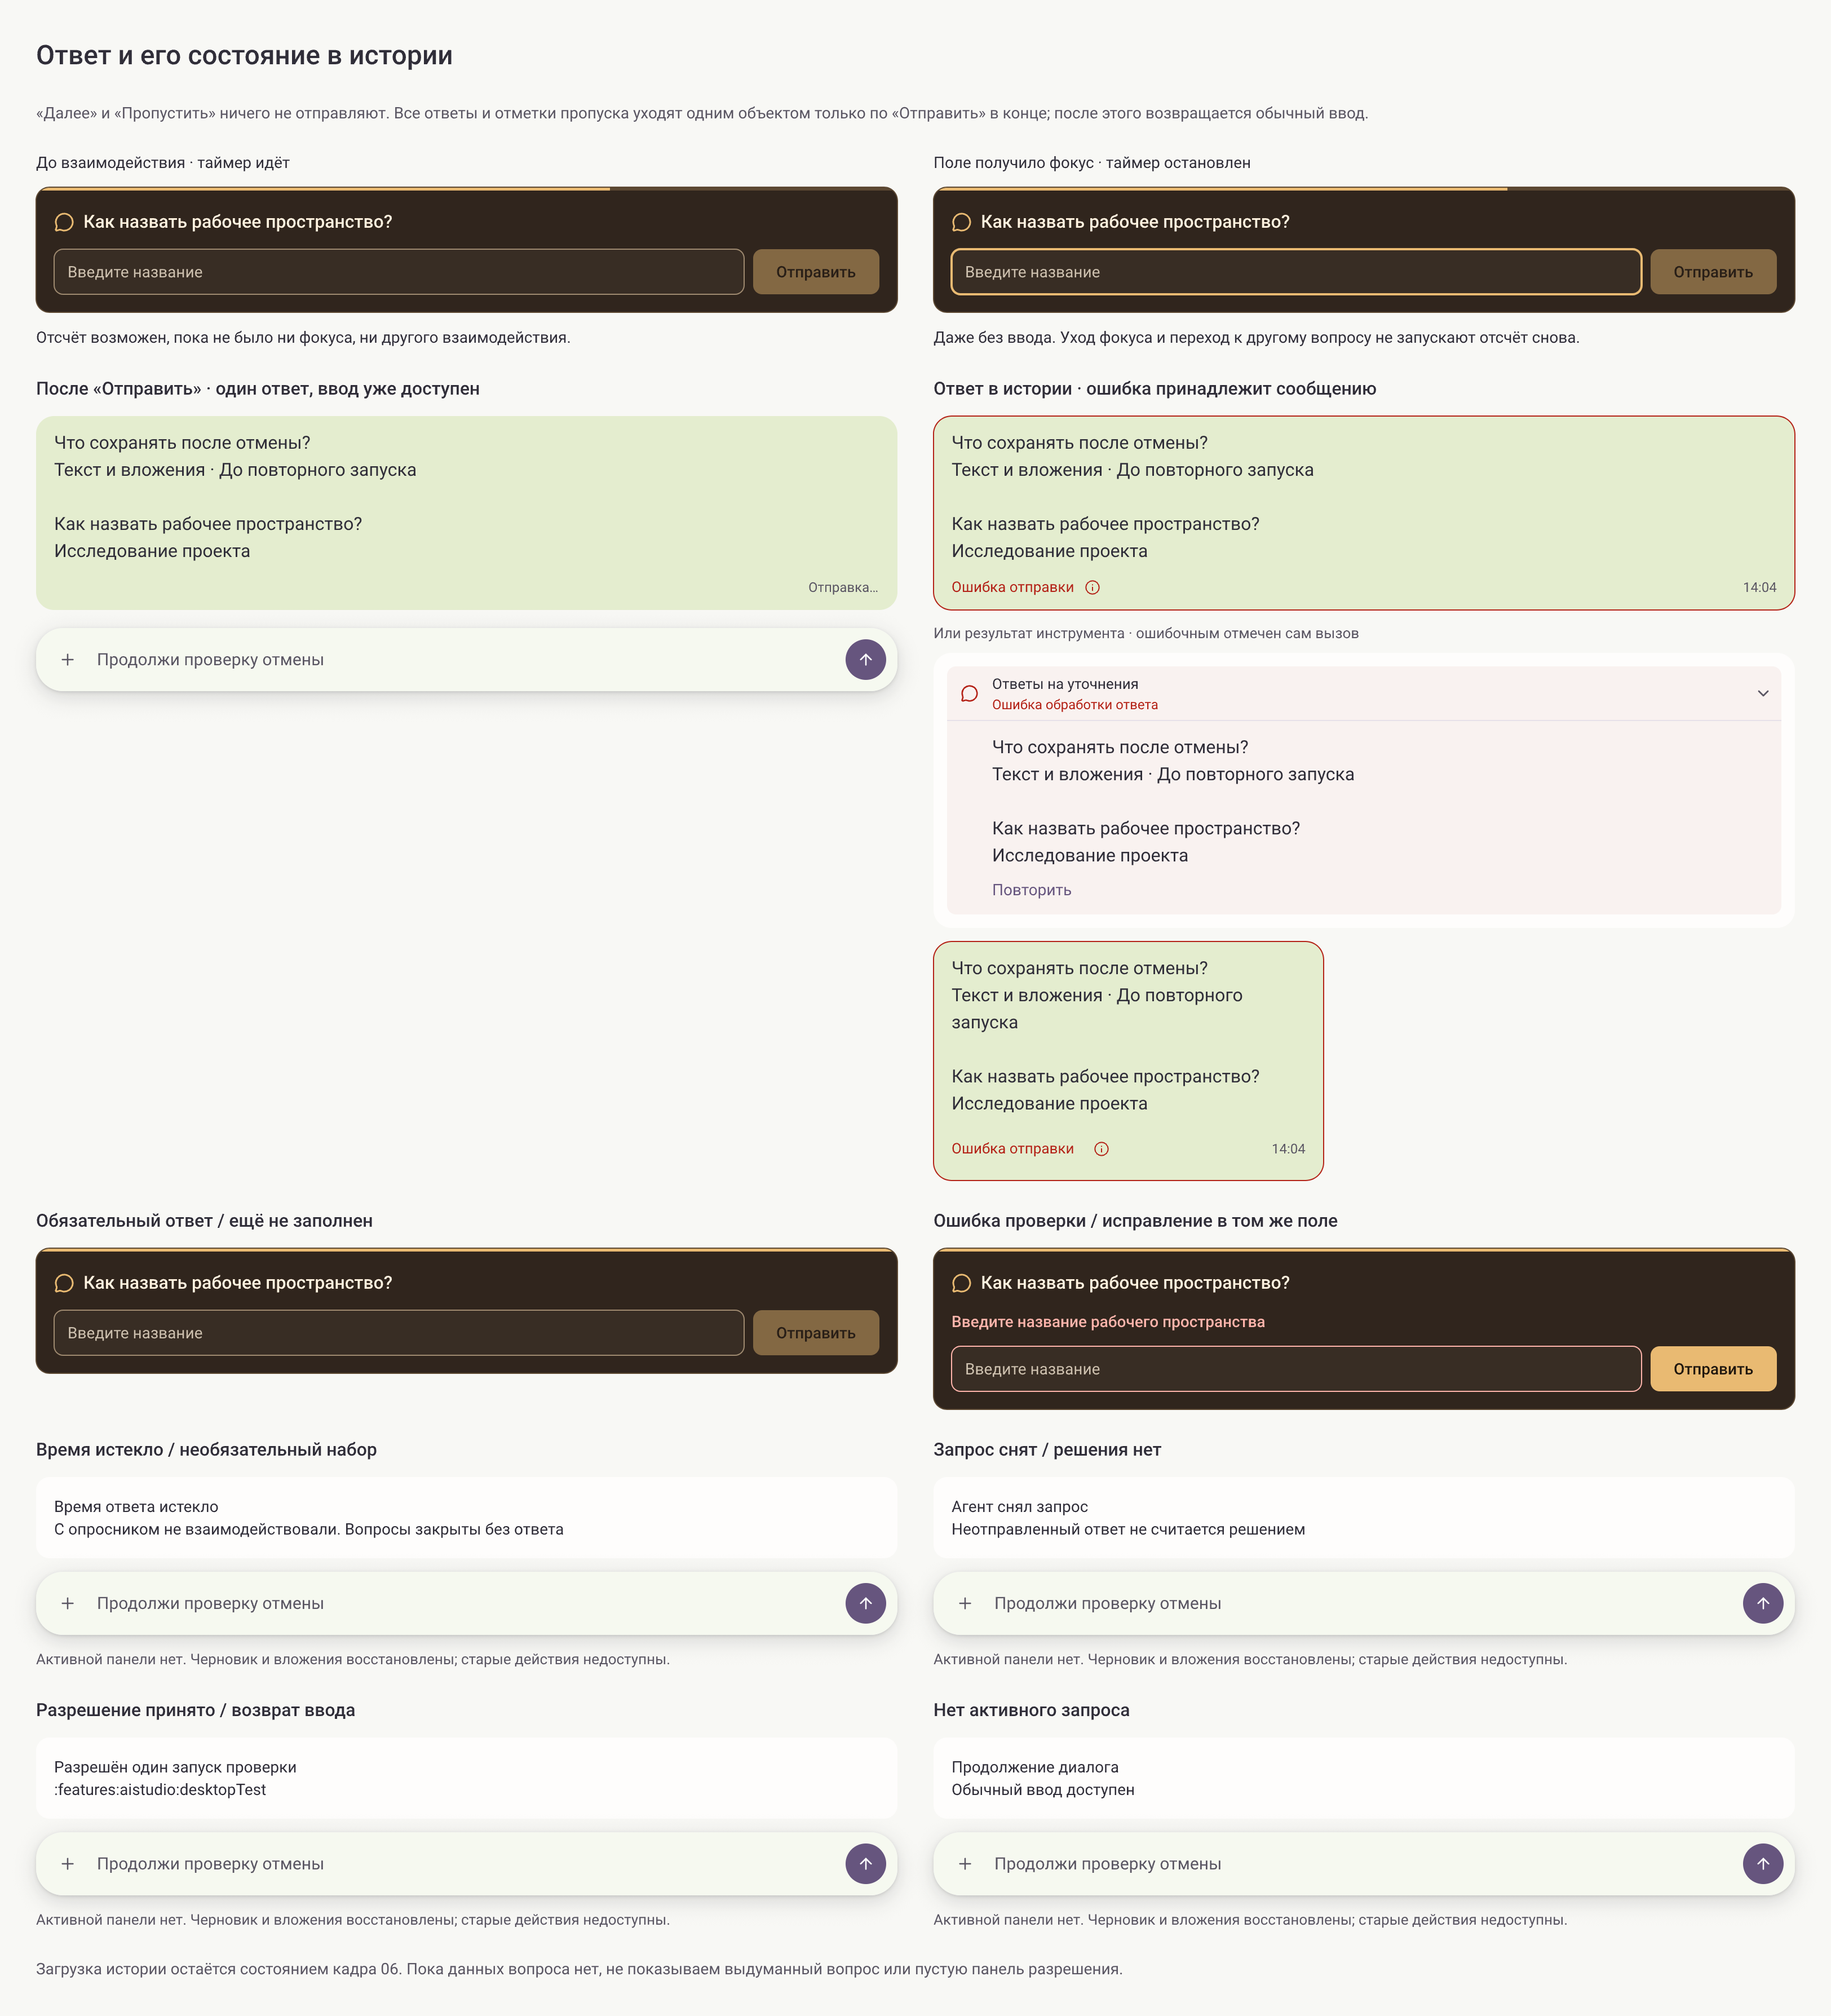 Ответ и его состояние в истории
«Далее» и «Пропустить» ничего не отправляют. Все ответы и отметки пропуска уходят одним объектом только по «Отправить» в конце; после этого возвращается обычный ввод.
До взаимодействия · таймер идёт
Как назвать рабочее пространство?
Введите название
Отправить
Отсчёт возможен, пока не было ни фокуса, ни другого взаимодействия.
Поле получило фокус · таймер остановлен
Как назвать рабочее пространство?
Введите название
Отправить
Даже без ввода. Уход фокуса и переход к другому вопросу не запускают отсчёт снова.
После «Отправить» · один ответ, ввод уже доступен
Что сохранять после отмены?
Текст и вложения · До повторного запуска
Как назвать рабочее пространство?
Исследование проекта
Отправка…
Продолжи проверку отмены
Ответ в истории · ошибка принадлежит сообщению
Что сохранять после отмены?
Текст и вложения · До повторного запуска
Как назвать рабочее пространство?
Исследование проекта
Ошибка отправки
14:04
Или результат инструмента · ошибочным отмечен сам вызов
Ответы на уточнения
Ошибка обработки ответа
Что сохранять после отмены?
Текст и вложения · До повторного запуска
Как назвать рабочее пространство?
Исследование проекта
Повторить
Что сохранять после отмены?
Текст и вложения · До повторного
запуска
Как назвать рабочее пространство?
Исследование проекта
Ошибка отправки
14:04
Обязательный ответ / ещё не заполнен
Как назвать рабочее пространство?
Введите название
Отправить
Ошибка проверки / исправление в том же поле
Как назвать рабочее пространство?
Введите название рабочего пространства
Введите название
Отправить
Время истекло / необязательный набор
Время ответа истекло
С опросником не взаимодействовали. Вопросы закрыты без ответа
Продолжи проверку отмены
Активной панели нет. Черновик и вложения восстановлены; старые действия недоступны.
Запрос снят / решения нет
Агент снял запрос
Неотправленный ответ не считается решением
Продолжи проверку отмены
Активной панели нет. Черновик и вложения восстановлены; старые действия недоступны.
Разрешение принято / возврат ввода
Разрешён один запуск проверки
:features:aistudio:desktopTest
Продолжи проверку отмены
Активной панели нет. Черновик и вложения восстановлены; старые действия недоступны.
Нет активного запроса
Продолжение диалога
Обычный ввод доступен
Продолжи проверку отмены
Активной панели нет. Черновик и вложения восстановлены; старые действия недоступны.
Загрузка истории остаётся состоянием кадра 06. Пока данных вопроса нет, не показываем выдуманный вопрос или пустую панель разрешения.